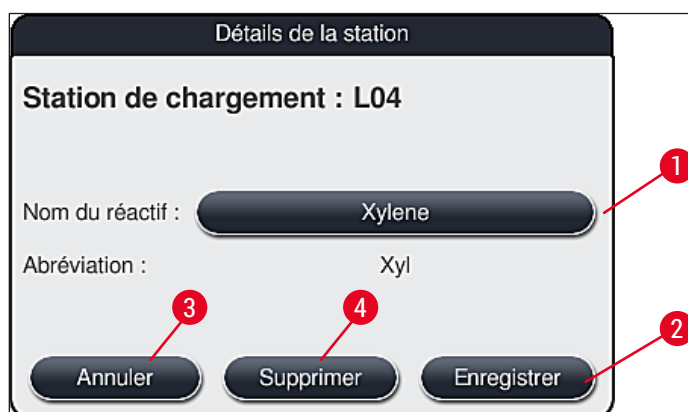 Détails de la station
Station de chargement : L04
1
Nom du réactif : Xylene
Abréviation : Xyl
3 4
2
Annuler Supprimer Enregistrer